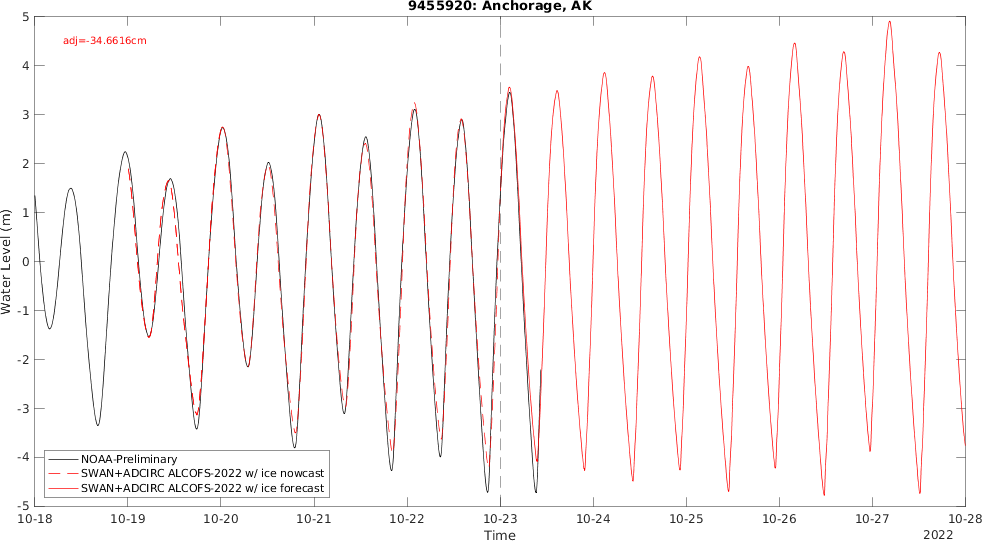 9455920: Anchorage, AK
adj=-34.6616cm
5
4
3
2
1
0
-1
-2
-3
-4
-5
Water Level (m)
NOAA-Preliminary
SWAN+ADCIRC ALCOFS-2022 w/ ice nowcast
SWAN+ADCIRC ALCOFS-2022 w/ ice forecast
10-18 10-19 10-20 10-21 10-22 10-23 10-24 10-25 10-26 10-27 10-28
Time
2022